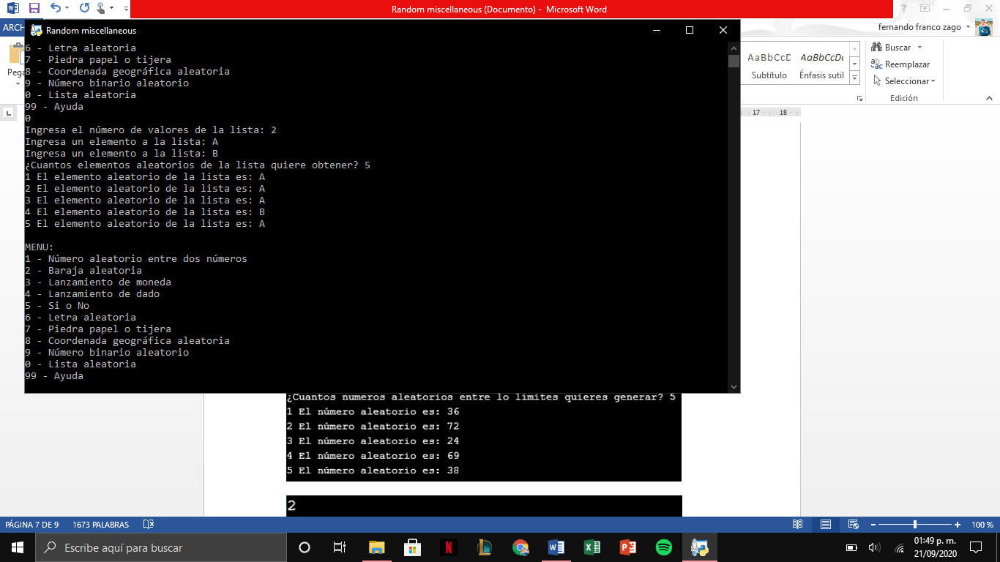 Random miscellaneous (Documento) - Microsoft Word
ARCH
fernando franco zago
Random miscellaneous
Pega
AaBbCcD
AaBbCcDc
Subtítulo
Énfasis sutil
Buscar
Reemplazar
Seleccionar
Edición
17 18
6 - Letra aleatoria
7 - Piedra papel o tijera
8 - Coordenada geográfica aleatoria
9 - Número binario aleatorio
0 - Lista aleatoria
99 - Ayuda
0
Ingresa el número de valores de la lista: 2
Ingresa un elemento a la lista: A
Ingresa un elemento a la lista: B
¿Cuantos elementos aleatorios de la lista quiere obtener? 5
1 El elemento aleatorio de la lista es: A
2 El elemento aleatorio de la lista es: A
3 El elemento aleatorio de la lista es: A
4 El elemento aleatorio de la lista es: B
5 El elemento aleatorio de la lista es: A
MENU:
1 - Número aleatorio entre dos números
2 - Baraja aleatoria
3 - Lanzamiento de moneda
4 - Lanzamiento de dado
5 - Si o No
6 - Letra aleatoria
7 - Piedra papel o tijera
8 - Coordenada geográfica aleatoria
9 - Número binario aleatorio
0 - Lista aleatoria
99 - Ayuda
¿Cuantos numeros aleatorios entre lo limites quieres generar? 5
1 El número aleatorio es: 36
2 El número aleatorio es: 72
3 El número aleatorio es: 24
4 El número aleatorio es: 69
5 El número aleatorio es: 38
2
PÁGINA 7 DE 9 1673 PALABRAS
100 %
Escribe aquí para buscar
01:49 p. m.
21/09/2020